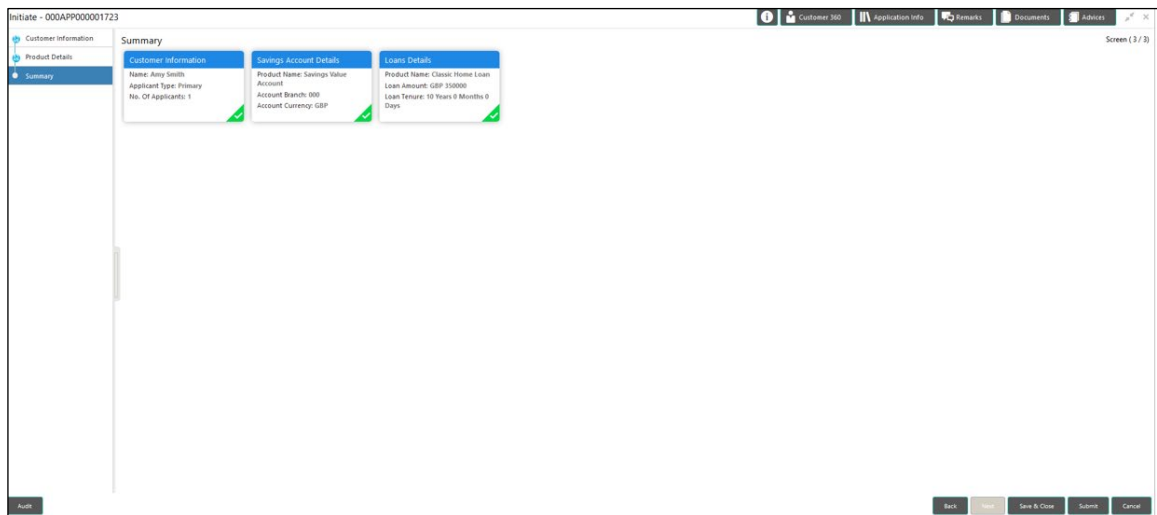 Initiate - 000APP000001723
Customer 360
Application Info
Remarks
Documents
Advices
Customer Information
Product Details
Summary
Summary
Screen ( 3 / 3)
Customer Information
Name: Amy Smith
Applicant Type: Primary
No. Of Applicants: 1
Savings Account Details
Product Name: Savings Value
Account
Account Branch: 000
Account Currency: GBP
Loans Details
Product Name: Classic Home Loan
Loan Amount: GBP 350000
Loan Tenure: 10 Years 0 Months 0
Days
Audit
Back
Next
Save & Close
Submit
Cancel